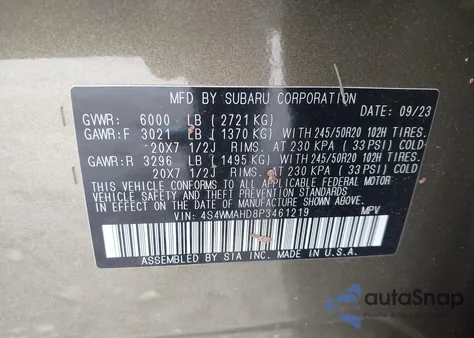 MFD BY SUBARU CORPORATION
DATE: 09/23
GVWR: 6000 LB (2721 KG)
GAWR:F 3021 LB (1370 KG) WITH 245/50R20 102H TIRES.
20X7 1/2J RIMS. AT 230 KPA (33 PSI) COLD
GAWR:R 3296 LB (1495 KG) WITH 245/50R20 102H TIRES.
20X7 1/2J RIMS. AT 230 KPA (33 PSI) COLD
THIS VEHICLE CONFORMS TO ALL APPLICABLE FEDERAL MOTOR
VEHICLE SAFETY, BUMPER, AND THEFT PREVENTION STANDARDS
IN EFFECT ON THE DATE OF MANUFACTURE SHOWN ABOVE.
VIN: 4S4WMAHD8P3461219 MPV
ASSEMBLED BY SIA INC. MADE IN U.S.A.
autoSnap